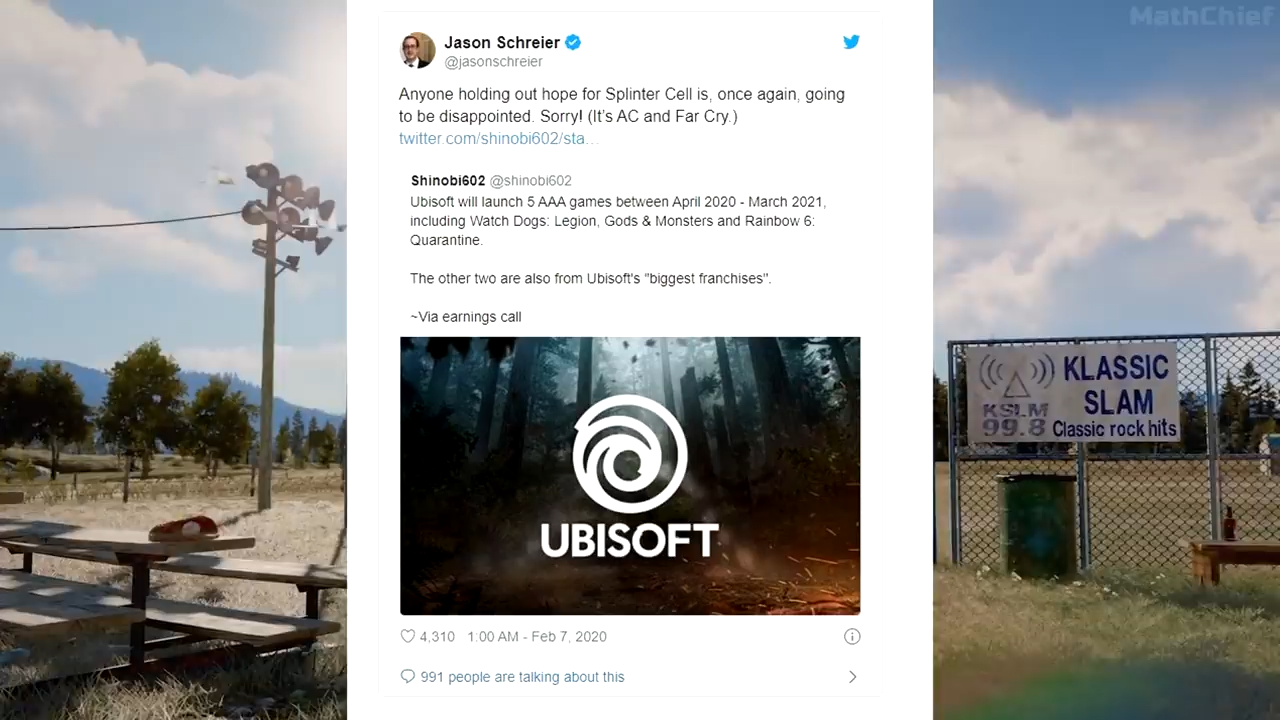 MathChief
Jason Schreier
@jasonschreier
Anyone holding out hope for Splinter Cell is, once again, going
to be disappointed. Sorry! (It's AC and Far Cry.)
twitter.com/shinobi602/sta…
Shinobi602 @shinobi602
Ubisoft will launch 5 AAA games between April 2020 - March 2021,
including Watch Dogs: Legion, Gods & Monsters and Rainbow 6:
Quarantine.
The other two are also from Ubisoft's "biggest franchises".
~Via earnings call
UBISOFT
4,310 1:00 AM - Feb 7, 2020
991 people are talking about this
KLASSIC
SLAM
KSLM
99.8 Classic rock hits